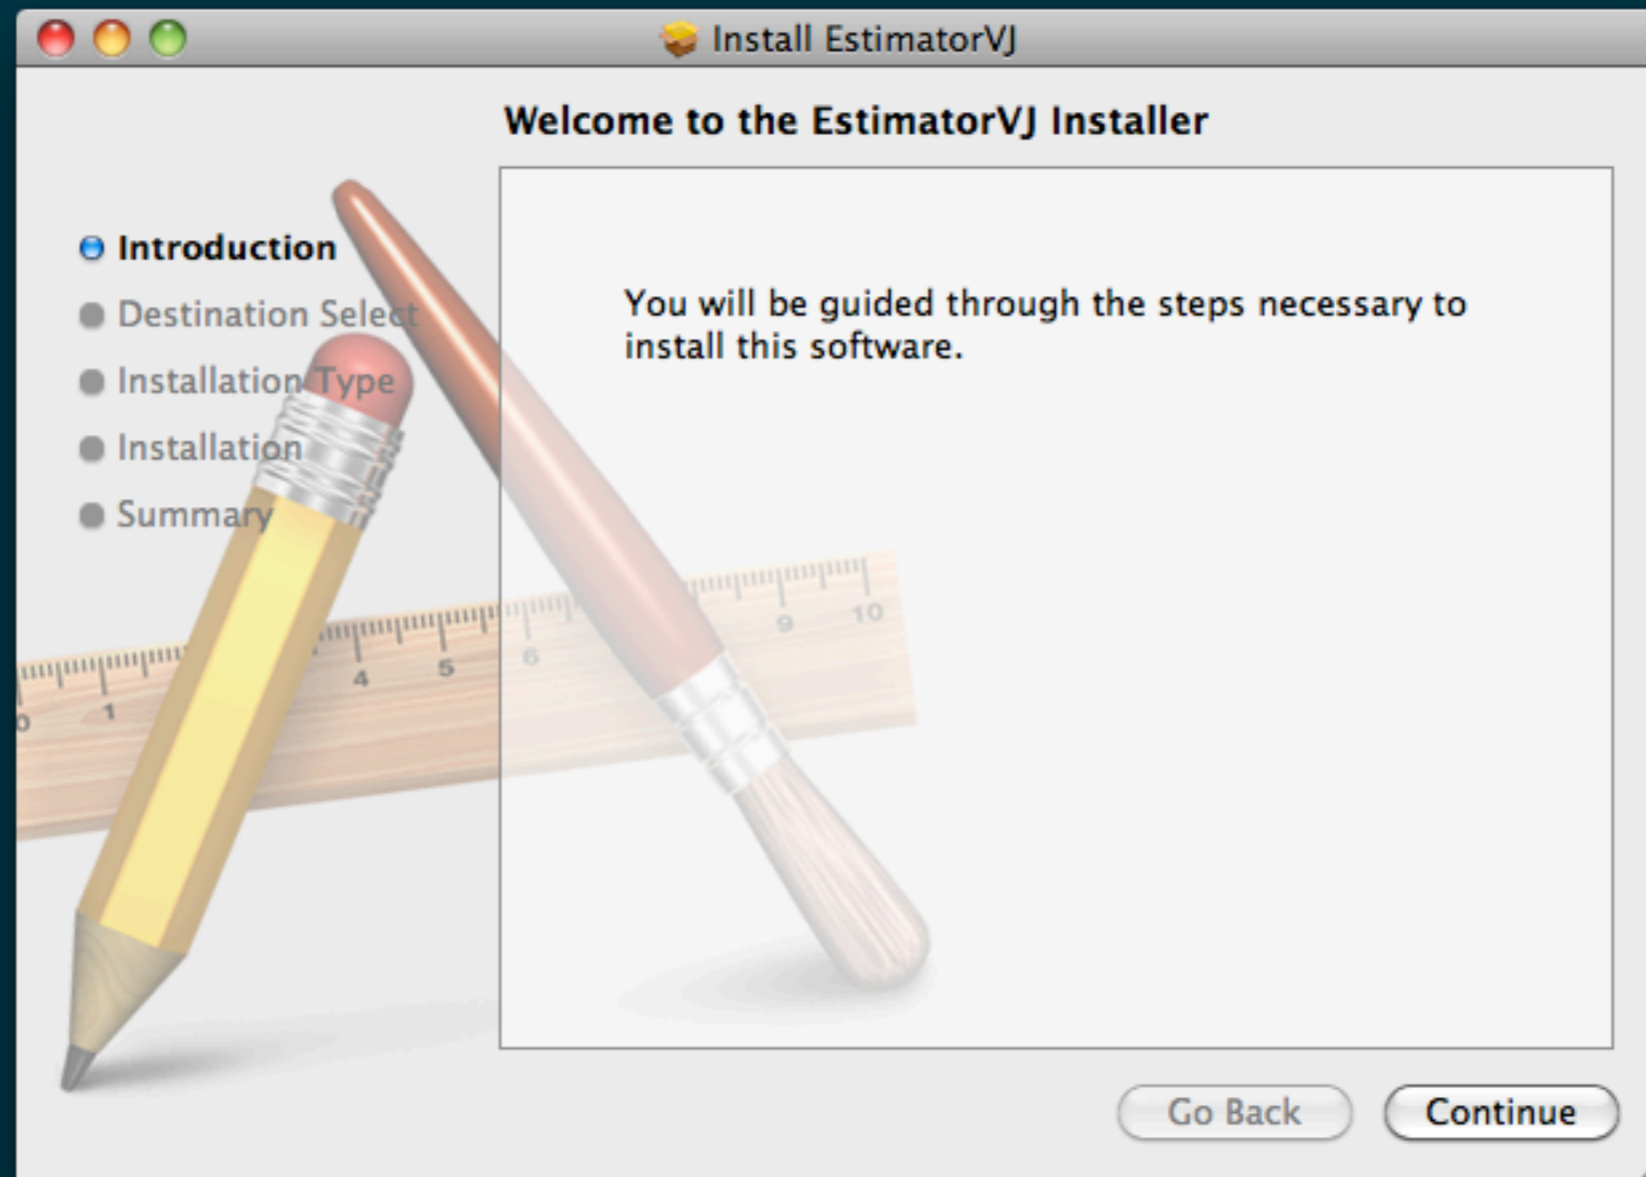 Install EstimatorVJ
Welcome to the EstimatorVJ Installer
Introduction
Destination Select
Installation Type
Installation
Summary
You will be guided through the steps necessary to
install this software.
0 1 4 5 6 9 10
Go Back
Continue